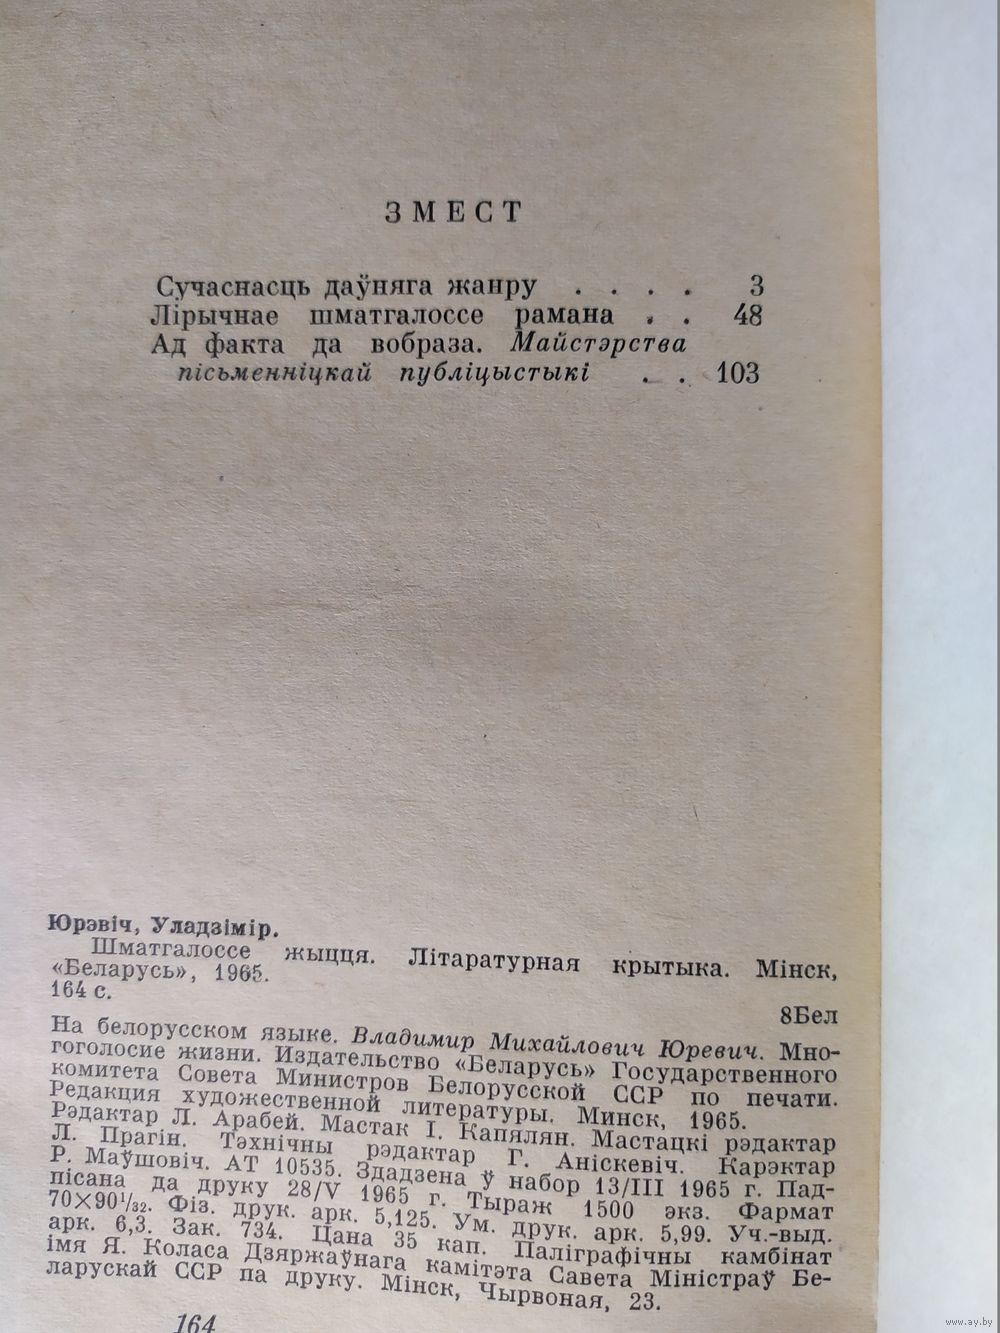 ЗМЕСТ
Сучаснасць даўняга жанру . . . . 3
Лірычнае шматгалоссе рамана . . 48
Ад факта да вобраза. Майстэрства
пісьменніцкай публіцыстыкі . . 103
Юрэвіч, Уладзімір.
Шматгалоссе жыцця. Літаратурная крытыка. Мінск,
«Беларусь», 1965.
164 с.
8Бел
На белорусском языке. Владимир Михайлович Юревич. Мно-
гоголосие жизни. Издательство «Беларусь» Государственного
комитета Совета Министров Белорусской ССР по печати.
Редакция художественной литературы. Минск, 1965.
Рэдактар Л. Арабей. Мастак І. Капялян. Мастацкі рэдактар
Л. Прагін. Тэхнічны рэдактар Г. Аніскевіч. Карэктар
Р. Маўшовіч. АТ 10535. Здадзена ў набор 13/III 1965 г. Пад-
пісана да друку 28/V 1965 г. Тыраж 1500 экз. Фармат
70×90¹/₃₂. Фіз. друк. арк. 5,125. Ум. друк. арк. 5,99. Уч.-выд.
арк. 6,3. Зак. 734. Цана 35 кап. Паліграфічны камбінат
імя Я. Коласа Дзяржаўнага камітэта Савета Міністраў Бе-
ларускай ССР па друку. Мінск, Чырвоная, 23.
164
www.ay.by